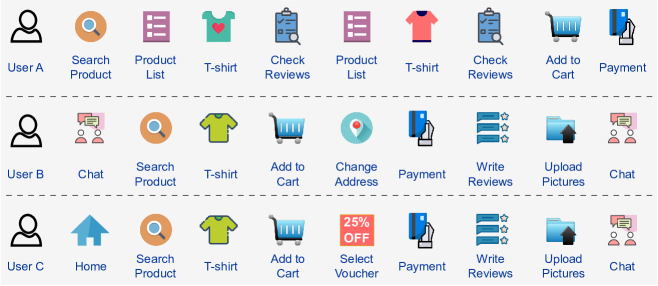 User A
Search
Product
Product
List
T-shirt
Check
Reviews
Product
List
T-shirt
Check
Reviews
Add to
Cart
Payment
User B
Chat
Search
Product
T-shirt
Add to
Cart
Change
Address
Payment
Write
Reviews
Upload
Pictures
Chat
25%
OFF
User C
Home
Search
Product
T-shirt
Add to
Cart
Select
Voucher
Payment
Write
Reviews
Upload
Pictures
Chat